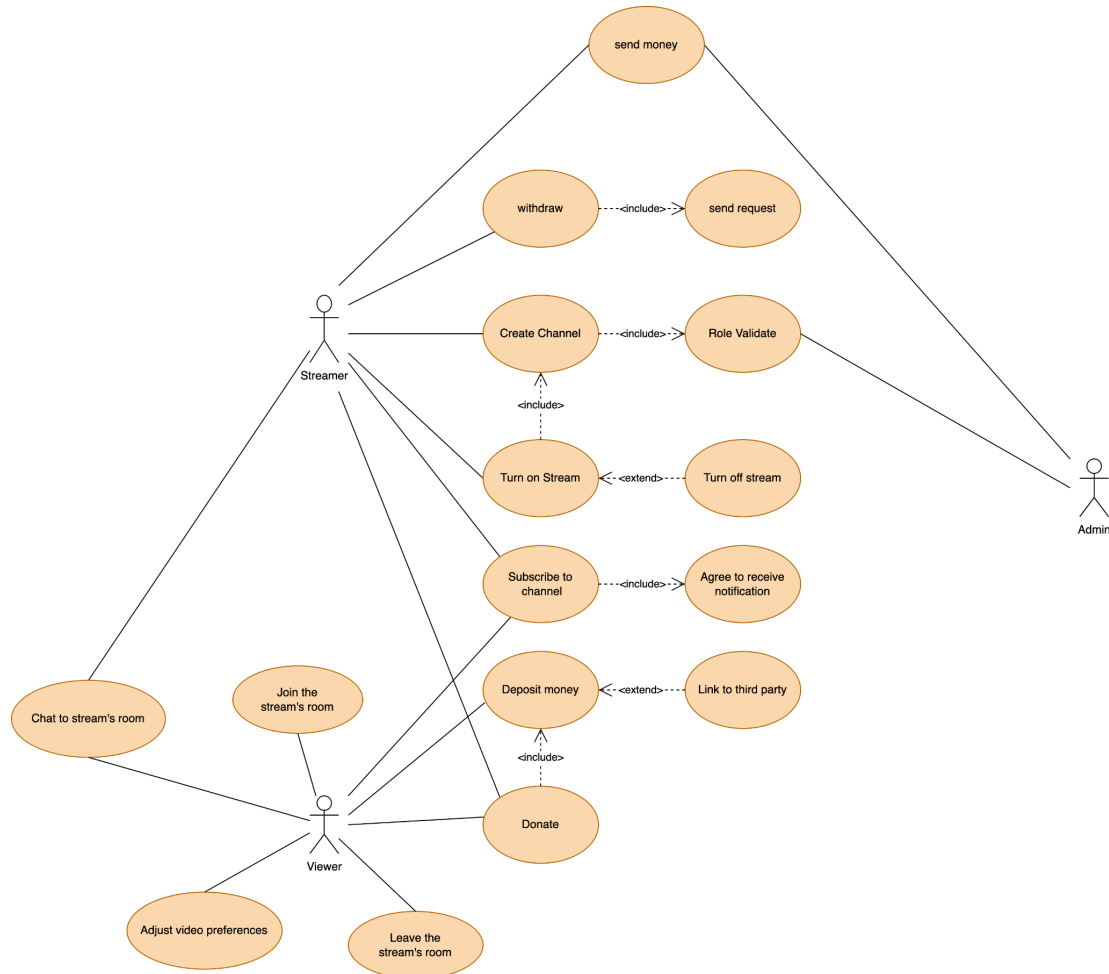 send money
withdraw
<include>
send request
Create Channel
<include>
Role Validate
Streamer
<include>
Turn on Stream
<extend>
Turn off stream
Admin
Subscribe to
channel
<include>
Agree to receive
notification
Join the
stream's room
Deposit money
<extend>
Link to third party
Chat to stream's room
<include>
Donate
Viewer
Adjust video preferences
Leave the
stream's room